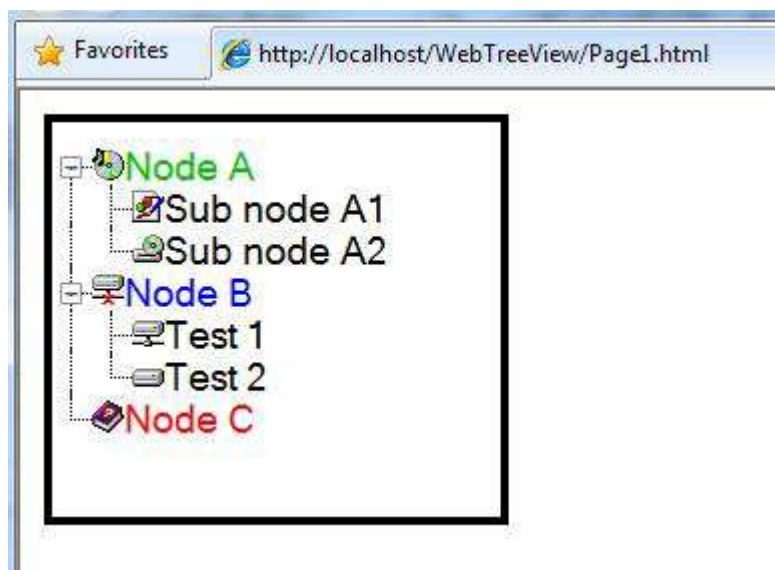 Favorites
http://localhost/WebTreeView/Page1.html
Node A
Sub node A1
Sub node A2
Node B
Test 1
Test 2
Node C